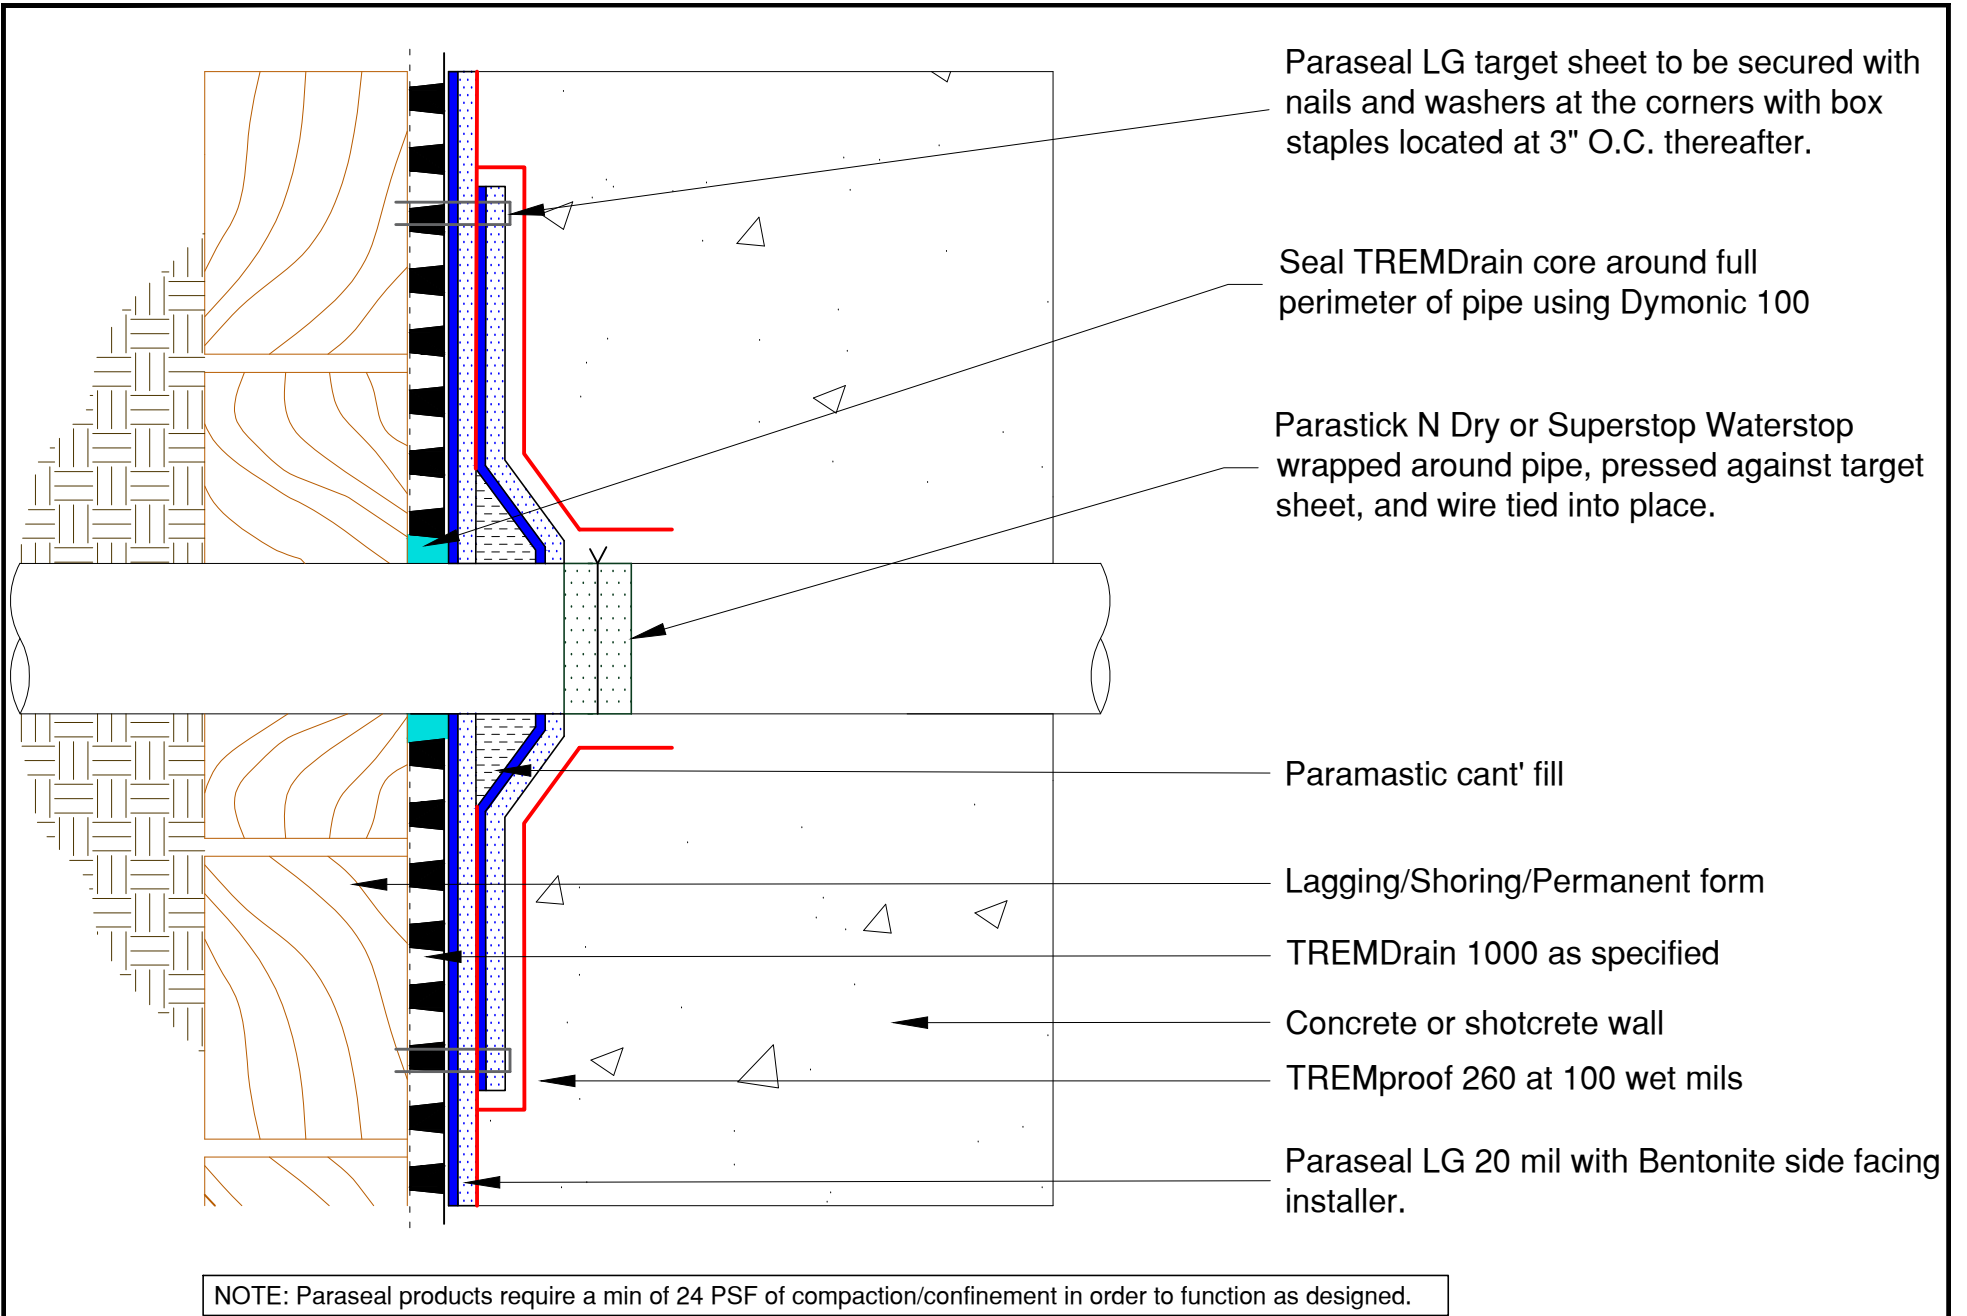 Paraseal LG target sheet to be secured with
nails and washers at the corners with box
staples located at 3" O.C. thereafter.
Seal TREMDrain core around full
perimeter of pipe using Dymonic 100
Parastick N Dry or Superstop Waterstop
wrapped around pipe, pressed against target
sheet, and wire tied into place.
Paramastic cant' fill
Lagging/Shoring/Permanent form
TREMDrain 1000 as specified
Concrete or shotcrete wall
TREMproof 260 at 100 wet mils
Paraseal LG 20 mil with Bentonite side facing
installer.
NOTE: Paraseal products require a min of 24 PSF of compaction/confinement in order to function as designed.